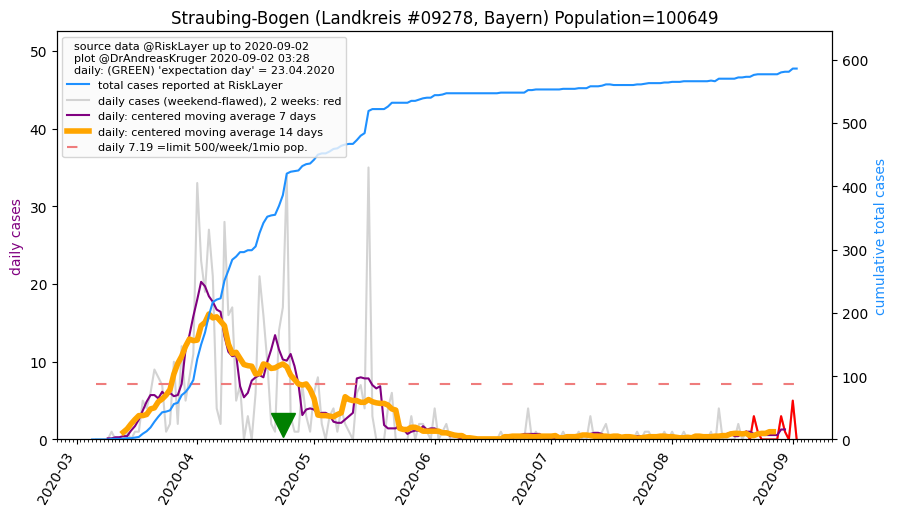 Straubing-Bogen (Landkreis #09278, Bayern) Population=100649
source data @RiskLayer up to 2020-09-02
plot @DrAndreasKruger 2020-09-02 03:28
daily: (GREEN) 'expectation day' = 23.04.2020
total cases reported at RiskLayer
daily cases (weekend-flawed), 2 weeks: red
daily: centered moving average 7 days
daily: centered moving average 14 days
daily 7.19 =limit 500/week/1mio pop.
daily cases
50
40
30
20
10
0
cumulative total cases
600
500
400
300
200
100
0
2020-03
2020-04
2020-05
2020-06
2020-07
2020-08
2020-09